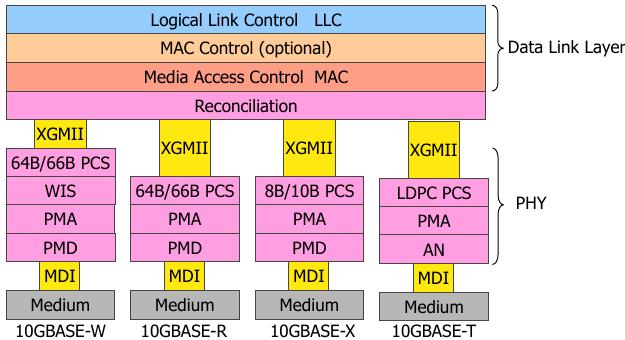 Logical Link Control LLC
MAC Control (optional)
Media Access Control MAC
Data Link Layer
Reconciliation
XGMII XGMII XGMII XGMII
64B/66B PCS
WIS 64B/66B PCS 8B/10B PCS LDPC PCS
PHY
PMA PMA PMA PMA
PMD PMD PMD AN
MDI MDI MDI MDI
Medium Medium Medium Medium
10GBASE-W 10GBASE-R 10GBASE-X 10GBASE-T